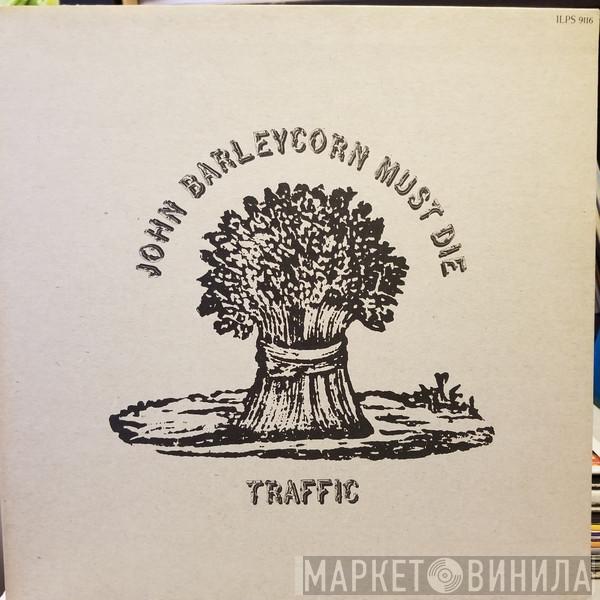 ILPS 9116
JOHN BARLEYCORN MUST DIE
TRAFFIC
МАРКЕТ ВИНИЛА